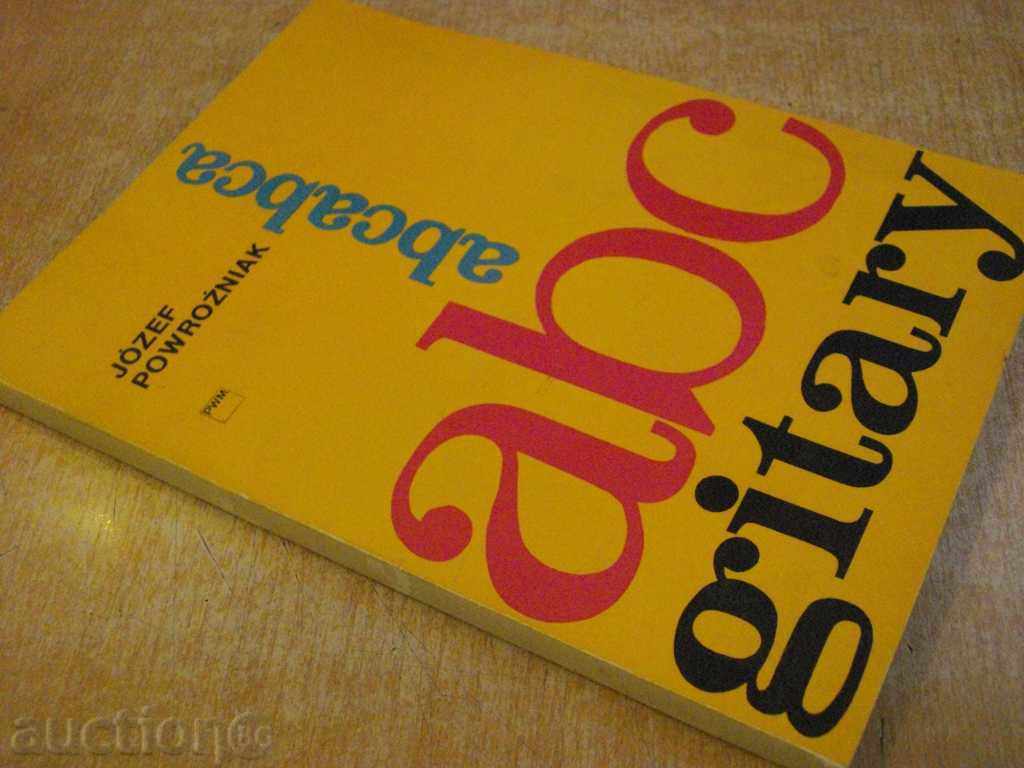 JÓZEF
POWROŹNIAK
abcabca
abc
gitary
PWM
auction.bg